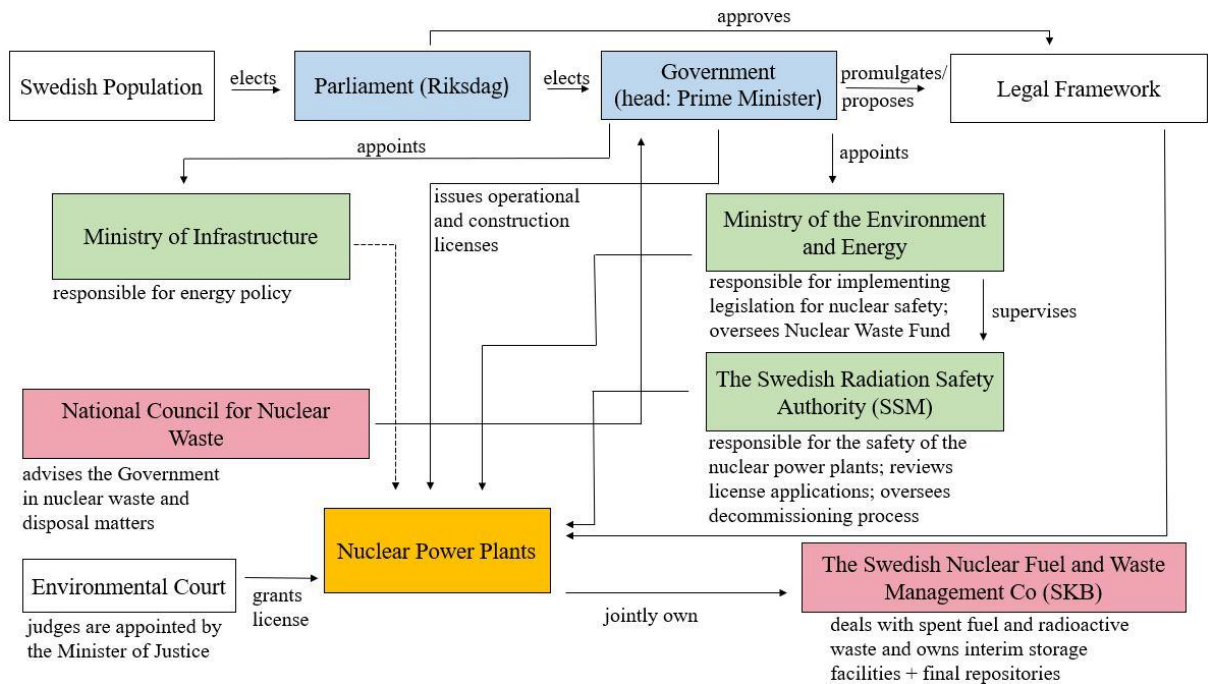 approves
Swedish Population
elects
Parliament (Riksdag)
elects
Government
(head: Prime Minister)
promulgates/
proposes
Legal Framework
appoints
appoints
issues operational
and construction
licenses
Ministry of Infrastructure
responsible for energy policy
Ministry of the Environment
and Energy
responsible for implementing
legislation for nuclear safety;
oversees Nuclear Waste Fund
supervises
The Swedish Radiation Safety
Authority (SSM)
responsible for the safety of the
nuclear power plants; reviews
license applications; oversees
decommissioning process
National Council for Nuclear
Waste
advises the Government
in nuclear waste and
disposal matters
Nuclear Power Plants
Environmental Court
grants
license
judges are appointed by
the Minister of Justice
jointly own
The Swedish Nuclear Fuel and Waste
Management Co (SKB)
deals with spent fuel and radioactive
waste and owns interim storage
facilities + final repositories